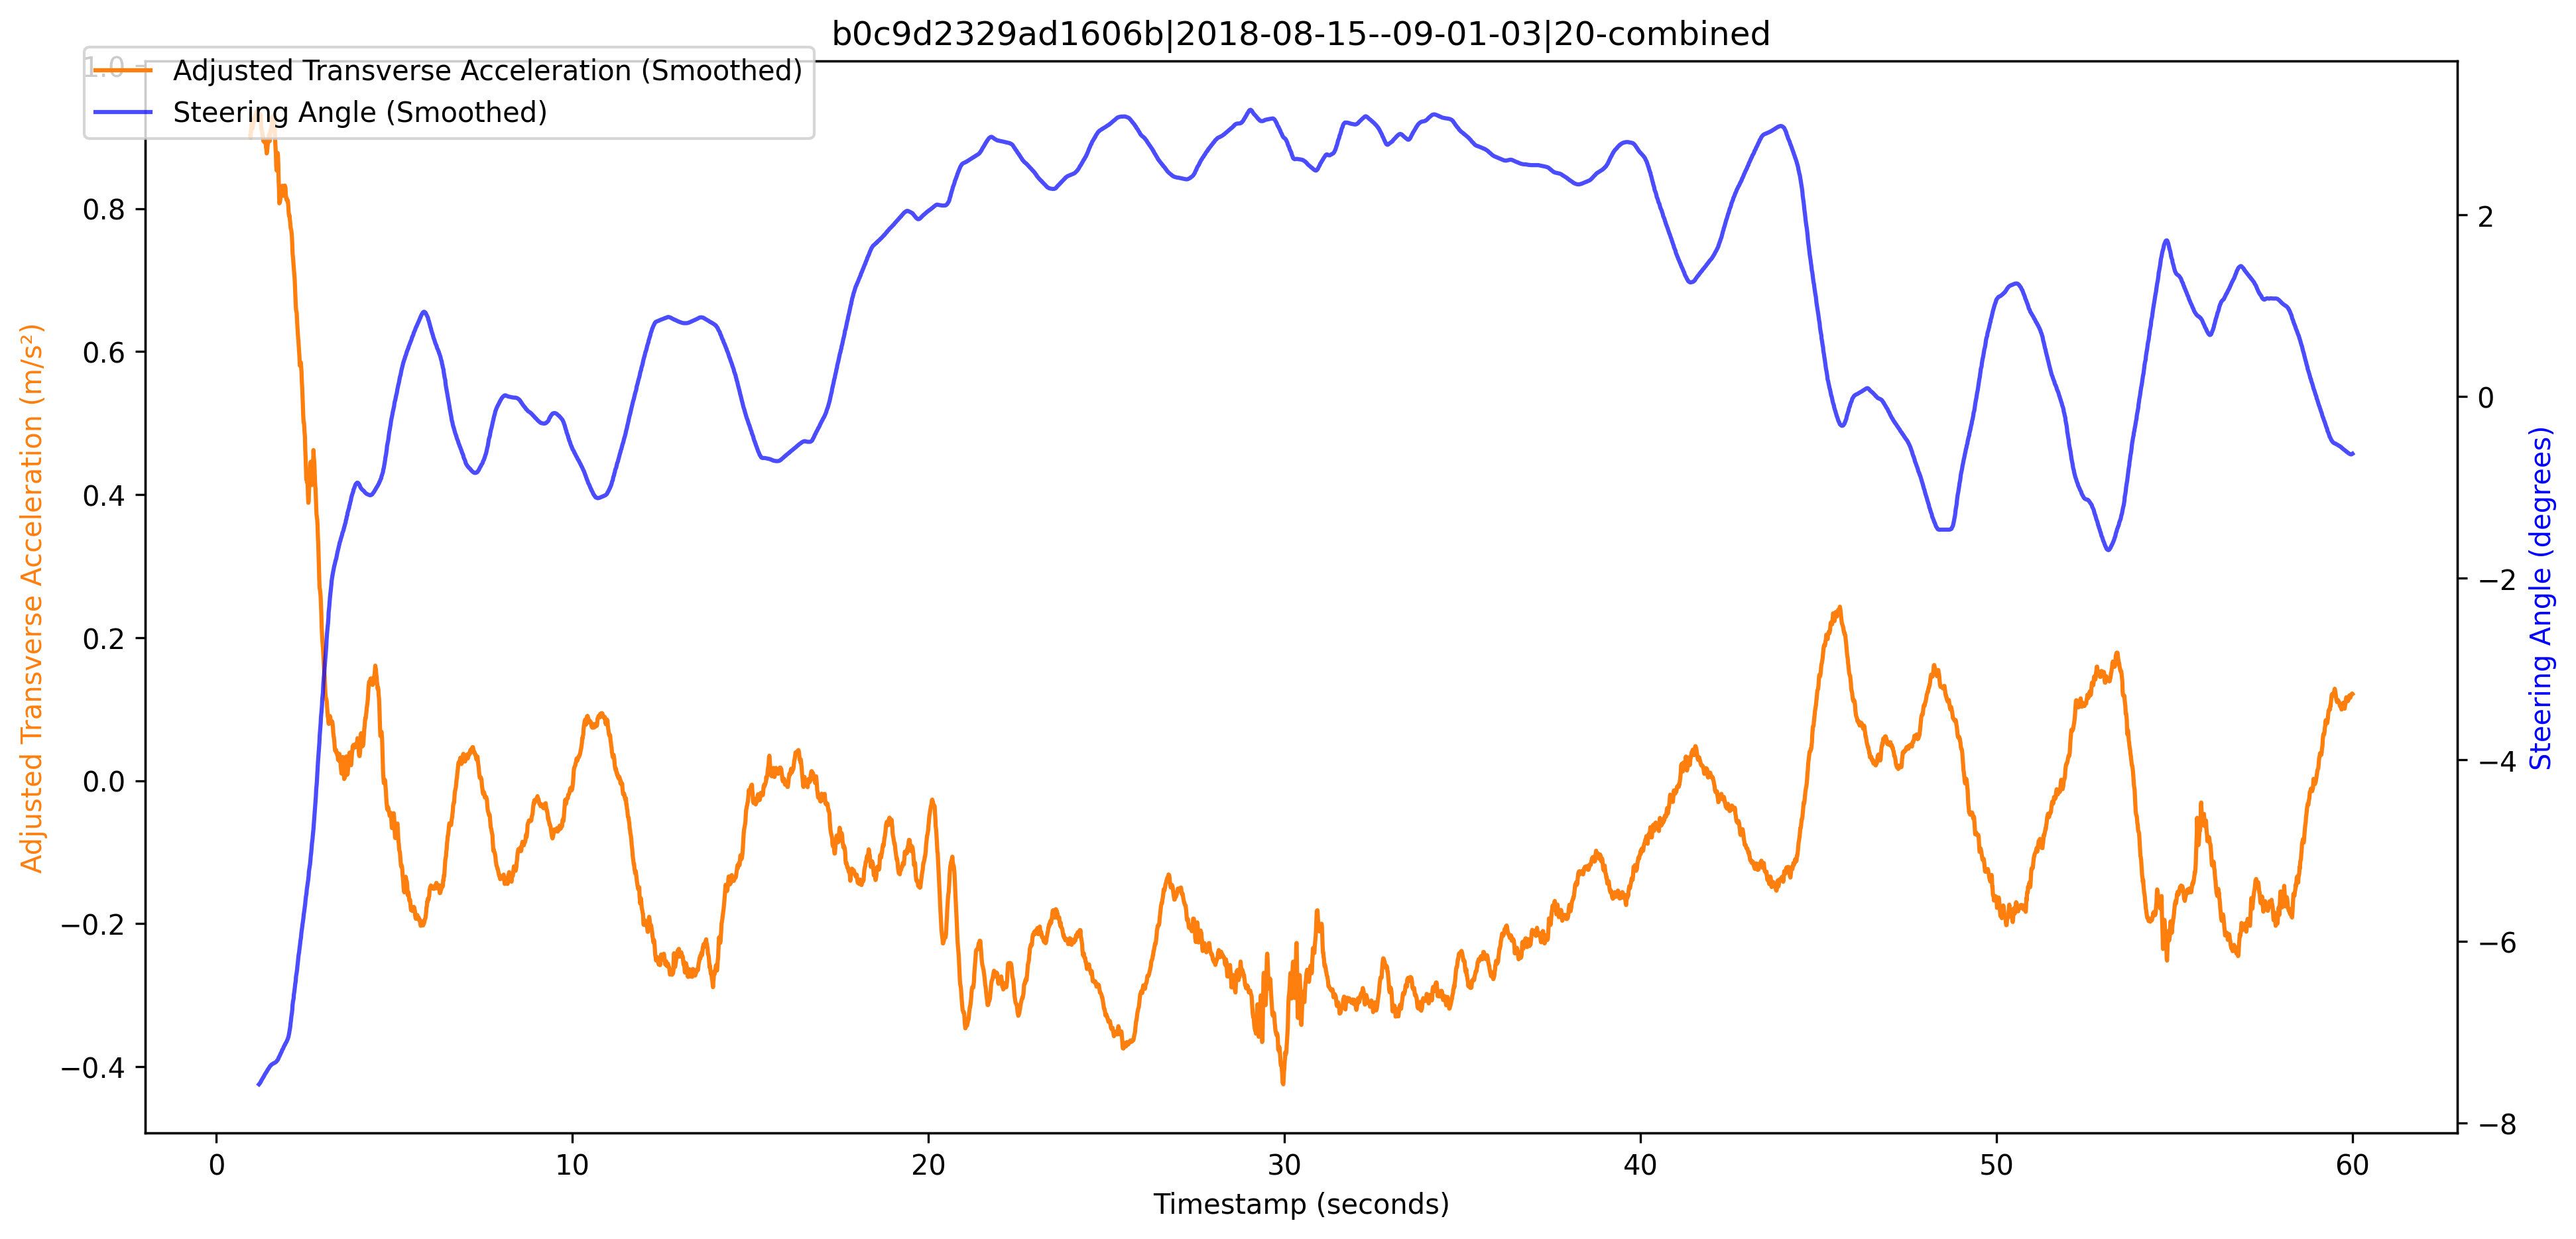 b0c9d2329ad1606b|2018-08-15--09-01-03|20-combined
Adjusted Transverse Acceleration (Smoothed)
Steering Angle (Smoothed)
Adjusted Transverse Acceleration (m/s²)
1.0
0.8
0.6
0.4
0.2
0.0
−0.2
−0.4
2
0
−2
−4
−6
−8
Steering Angle (degrees)
0 10 20 30 40 50 60
Timestamp (seconds)